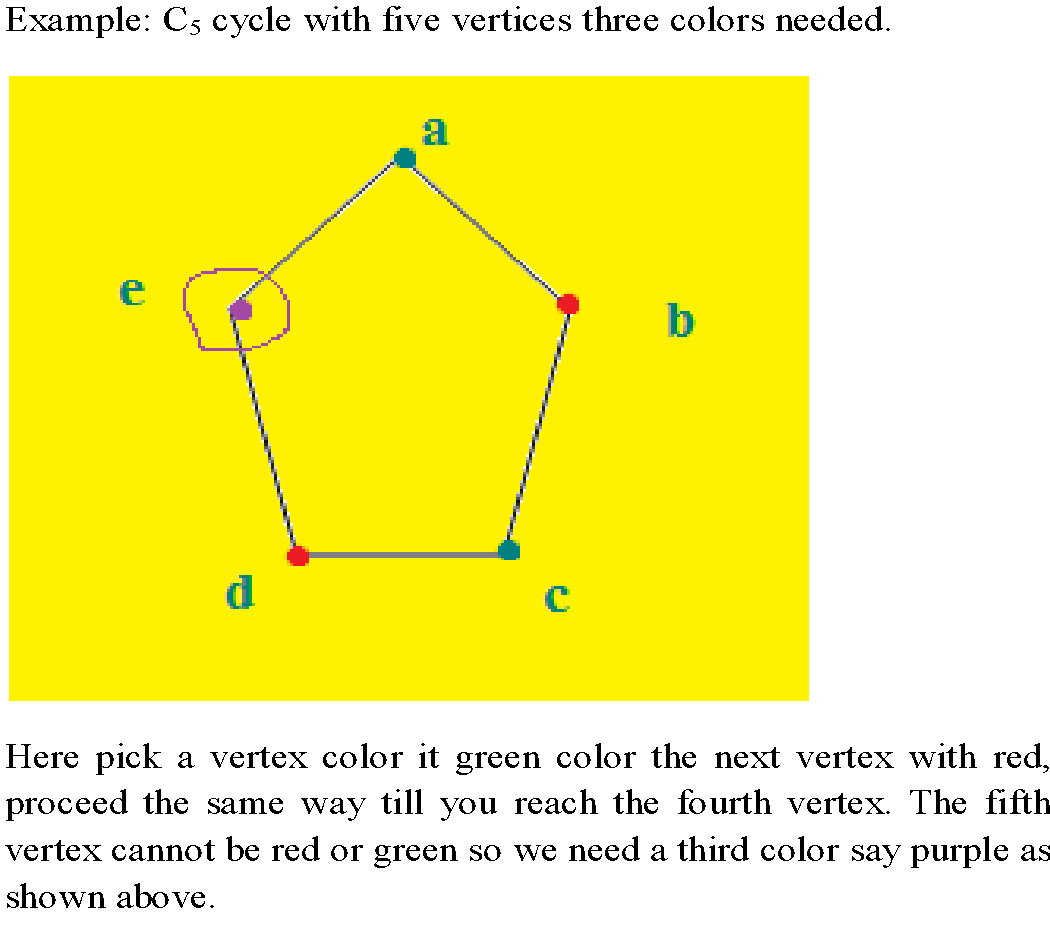 Example: C₅ cycle with five vertices three colors needed.
a
e
b
d
c
Here pick a vertex color it green color the next vertex with red,
proceed the same way till you reach the fourth vertex. The fifth
vertex cannot be red or green so we need a third color say purple as
shown above.